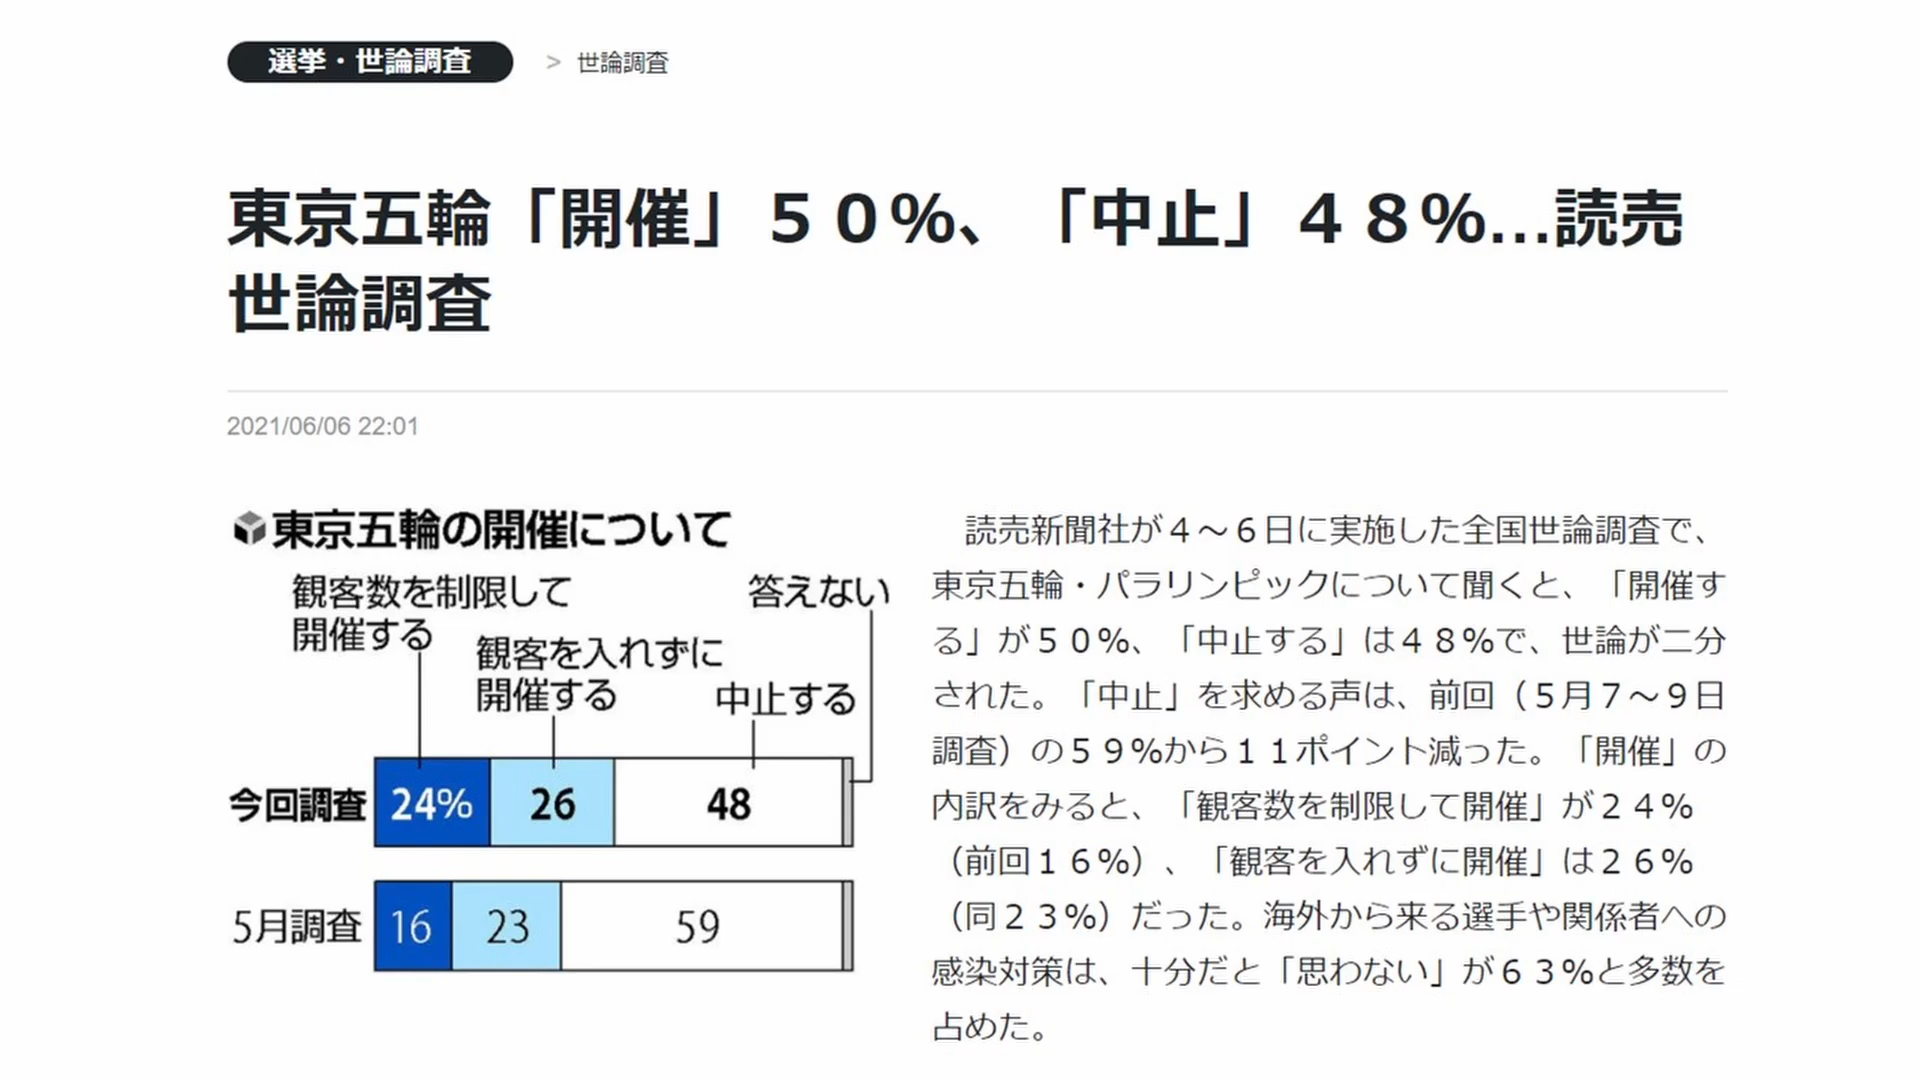 選挙・世論調査 > 世論調査
東京五輪「開催」５０％、「中止」４８％…読売
世論調査
2021/06/06 22:01
東京五輪の開催について
観客数を制限して
開催する
答えない
観客を入れずに
開催する
中止する
今回調査 24% 26 48
5月調査 16 23 59
読売新聞社が４～６日に実施した全国世論調査で、
東京五輪・パラリンピックについて聞くと、「開催す
る」が５０％、「中止する」は４８％で、世論が二分
された。「中止」を求める声は、前回（５月７～９日
調査）の５９％から１１ポイント減った。「開催」の
内訳をみると、「観客数を制限して開催」が２４％
（前回１６％）、「観客を入れずに開催」は２６％
（同２３％）だった。海外から来る選手や関係者への
感染対策は、十分だと「思わない」が６３％と多数を
占めた。